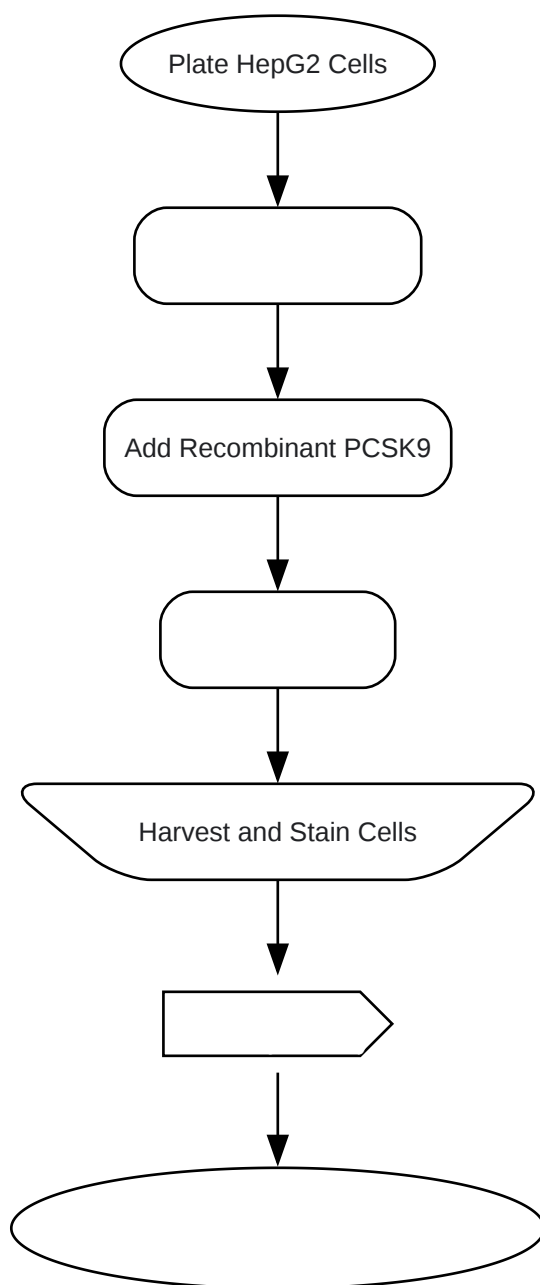 Plate HepG2 Cells
Add Recombinant PCSK9
Harvest and Stain Cells